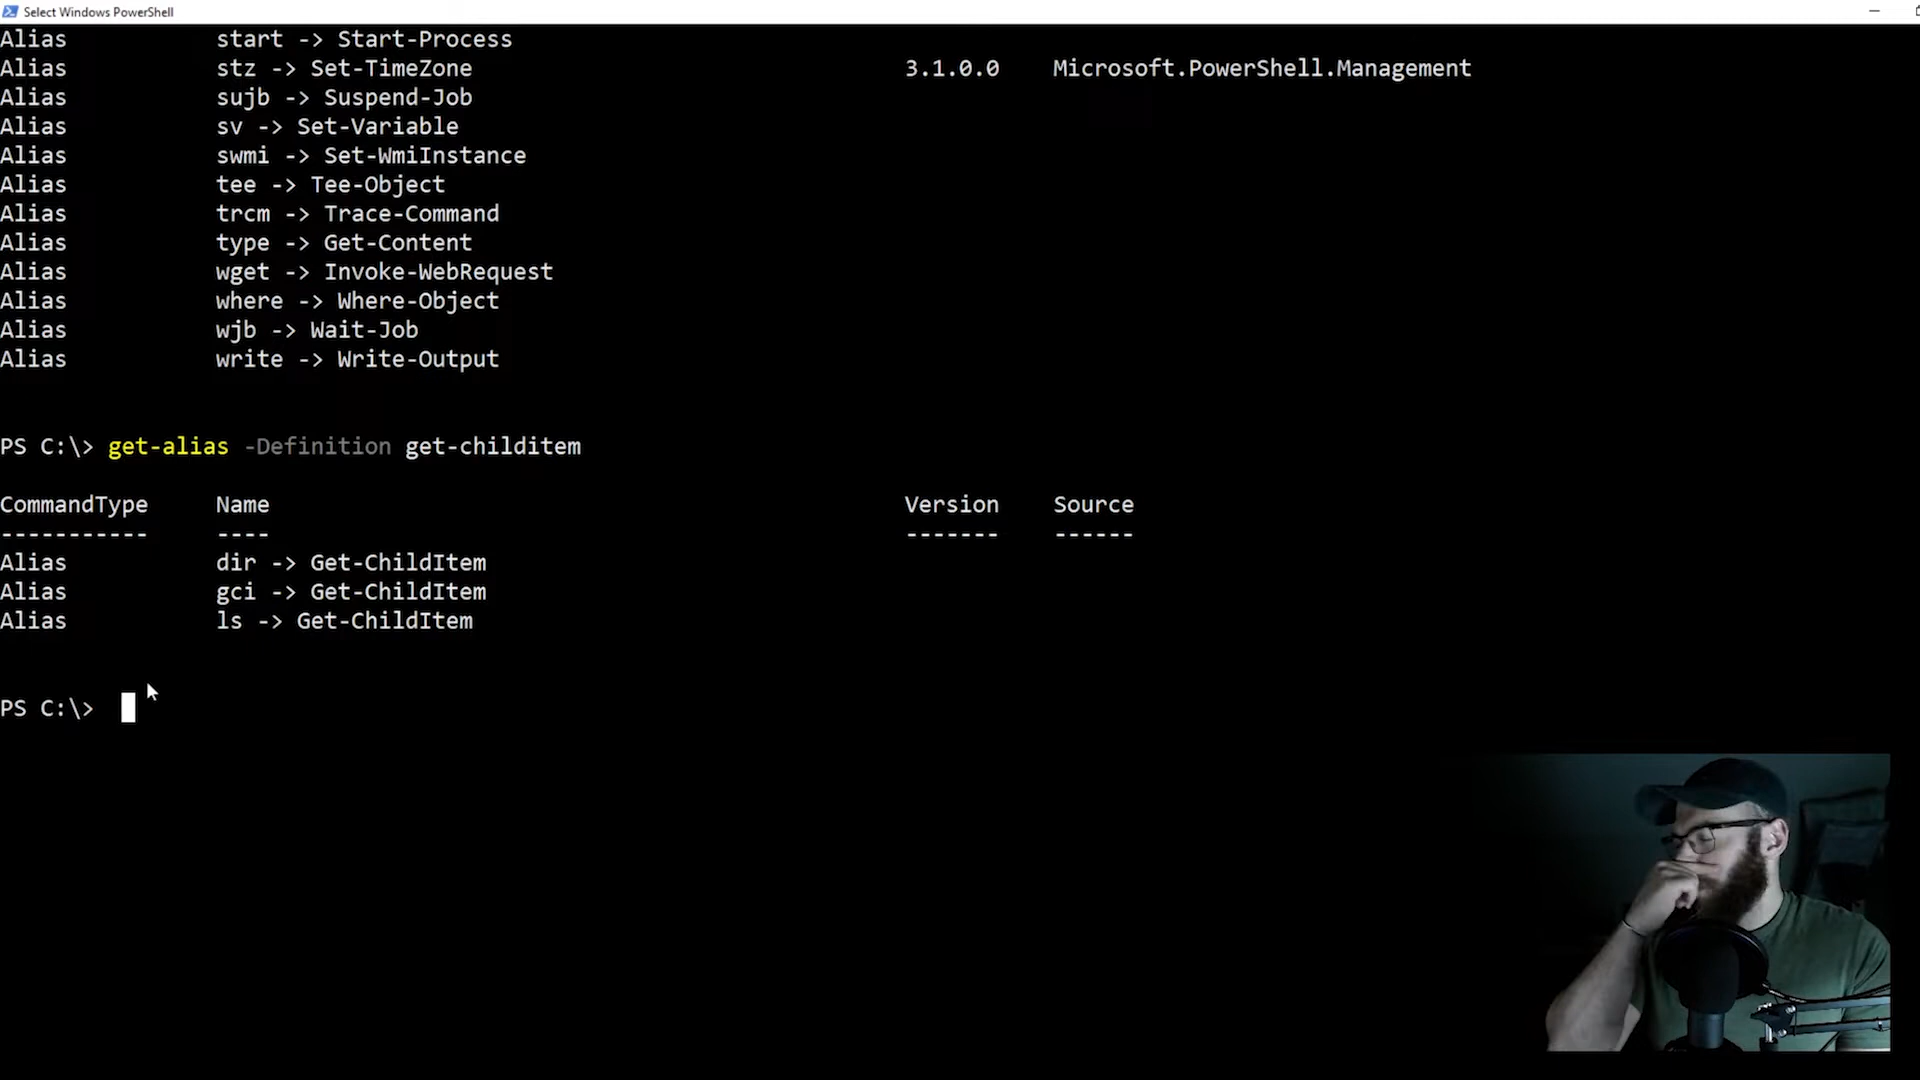 Select Windows PowerShell
Alias start -> Start-Process
Alias stz -> Set-TimeZone 3.1.0.0 Microsoft.PowerShell.Management
Alias sujb -> Suspend-Job
Alias sv -> Set-Variable
Alias swmi -> Set-WmiInstance
Alias tee -> Tee-Object
Alias trcm -> Trace-Command
Alias type -> Get-Content
Alias wget -> Invoke-WebRequest
Alias where -> Where-Object
Alias wjb -> Wait-Job
Alias write -> Write-Output
PS C:\> get-alias -Definition get-childitem
CommandType Name Version Source
----------- ---- ------- ------
Alias dir -> Get-ChildItem
Alias gci -> Get-ChildItem
Alias ls -> Get-ChildItem
PS C:\>